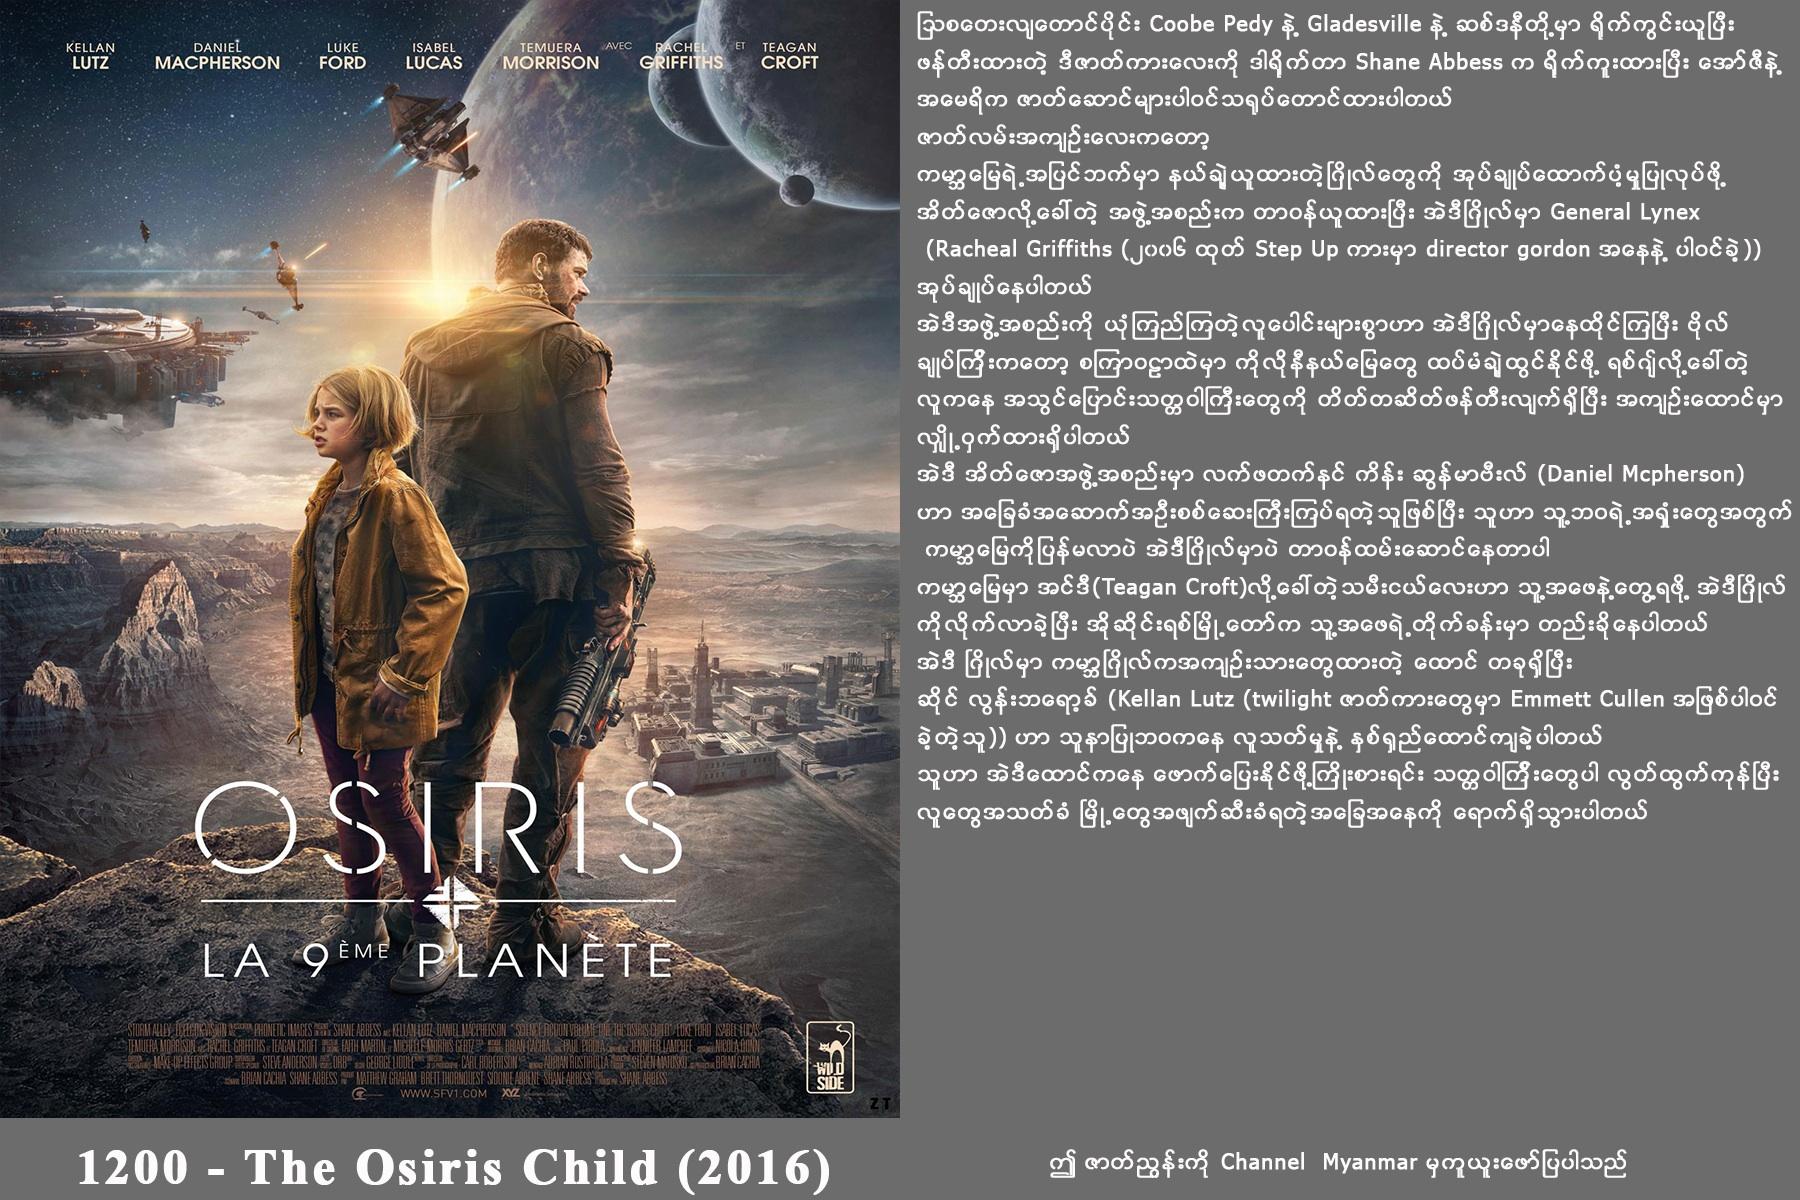 KELLAN LUTZ
DANIEL MACPHERSON
LUKE FORD
ISABEL LUCAS
TEMUERA MORRISON
AVEC
RACHEL GRIFFITHS
ET
TEAGAN CROFT
OSIRIS
LA 9ÈME PLANÈTE
WWW.SFV1.COM
XYZ
WILD SIDE
ZT
1200 - The Osiris Child (2016)
ဩစတေးလျတောင်ပိုင်း Coobe Pedy နဲ့ Gladesville နဲ့ ဆစ်ဒနီတို့မှာ ရိုက်ကွင်းယူပြီး
ဖန်တီးထားတဲ့ ဒီဇာတ်ကားလေးကို ဒါရိုက်တာ Shane Abbess က ရိုက်ကူးထားပြီး အော်ဇီနဲ့
အမေရိက ဇာတ်ဆောင်များပါဝင်သရုပ်တောင်ထားပါတယ်
ဇာတ်လမ်းအကျဉ်းလေးကတော့
ကမ္ဘာမြေရဲ့အပြင်ဘက်မှာ နယ်ချဲ့ယူထားတဲ့ဂြိုလ်တွေကို အုပ်ချုပ်ထောက်ပံ့မှုပြုလုပ်ဖို့
အိတ်ဇောလို့ခေါ်တဲ့ အဖွဲ့အစည်းက တာဝန်ယူထားပြီး အဲဒီဂြိုလ်မှာ General Lynex
(Racheal Griffiths (၂၀၀၆ ထုတ် Step Up ကားမှာ director gordon အနေနဲ့ ပါဝင်ခဲ့))
အုပ်ချုပ်နေပါတယ်
အဲဒီအဖွဲ့အစည်းကို ယုံကြည်ကြတဲ့လူပေါင်းများစွာဟာ အဲဒီဂြိုလ်မှာနေထိုင်ကြပြီး ဗိုလ်
ချုပ်ကြီးကတော့ စကြာဝဠာထဲမှာ ကိုလိုနီနယ်မြေတွေ ထပ်မံချဲ့ထွင်နိုင်ဖို့ ရစ်ဂျ်လို့ခေါ်တဲ့
လူကနေ အသွင်ပြောင်းသတ္တဝါကြီးတွေကို တိတ်တဆိတ်ဖန်တီးလျက်ရှိပြီး အကျဉ်းထောင်မှာ
လျှို့ဝှက်ထားရှိပါတယ်
အဲဒီ အိတ်ဇောအဖွဲ့အစည်းမှာ လက်ဖတက်နင် ကိန်း ဆွန်မာဗီးလ် (Daniel Mcpherson)
ဟာ အခြေခံအဆောက်အဦးစစ်ဆေးကြီးကြပ်ရတဲ့သူဖြစ်ပြီး သူဟာ သူ့ဘဝရဲ့အရှုံးတွေအတွက်
ကမ္ဘာမြေကိုပြန်မလာပဲ အဲဒီဂြိုလ်မှာပဲ တာဝန်ထမ်းဆောင်နေတာပါ
ကမ္ဘာမြေမှာ အင်ဒီ(Teagan Croft)လို့ခေါ်တဲ့သမီးငယ်လေးဟာ သူ့အဖေနဲ့တွေ့ရဖို့ အဲဒီဂြိုလ်
ကိုလိုက်လာခဲ့ပြီး အိုဆိုင်းရစ်မြို့တော်က သူ့အဖေရဲ့တိုက်ခန်းမှာ တည်းခိုနေပါတယ်
အဲဒီ ဂြိုလ်မှာ ကမ္ဘာ့ဂြိုလ်ကအကျဉ်းသားတွေထားတဲ့ ထောင် တခုရှိပြီး
ဆိုင် လွန်းဘရော့ခ် (Kellan Lutz (twilight ဇာတ်ကားတွေမှာ Emmett Cullen အဖြစ်ပါဝင်
ခဲ့တဲ့သူ)) ဟာ သူနာပြုဘဝကနေ လူသတ်မှုနဲ့ နှစ်ရှည်ထောင်ကျခဲ့ပါတယ်
သူဟာ အဲဒီထောင်ကနေ ဖောက်ပြေးနိုင်ဖို့ကြိုးစားရင်း သတ္တဝါကြီးတွေပါ လွတ်ထွက်ကုန်ပြီး
လူတွေအသတ်ခံ မြို့တွေအဖျက်ဆီးခံရတဲ့အခြေအနေကို ရောက်ရှိသွားပါတယ်
ဤ ဇာတ်ညွှန်းကို Channel Myanmar မှကူယူးဖော်ပြပါသည်